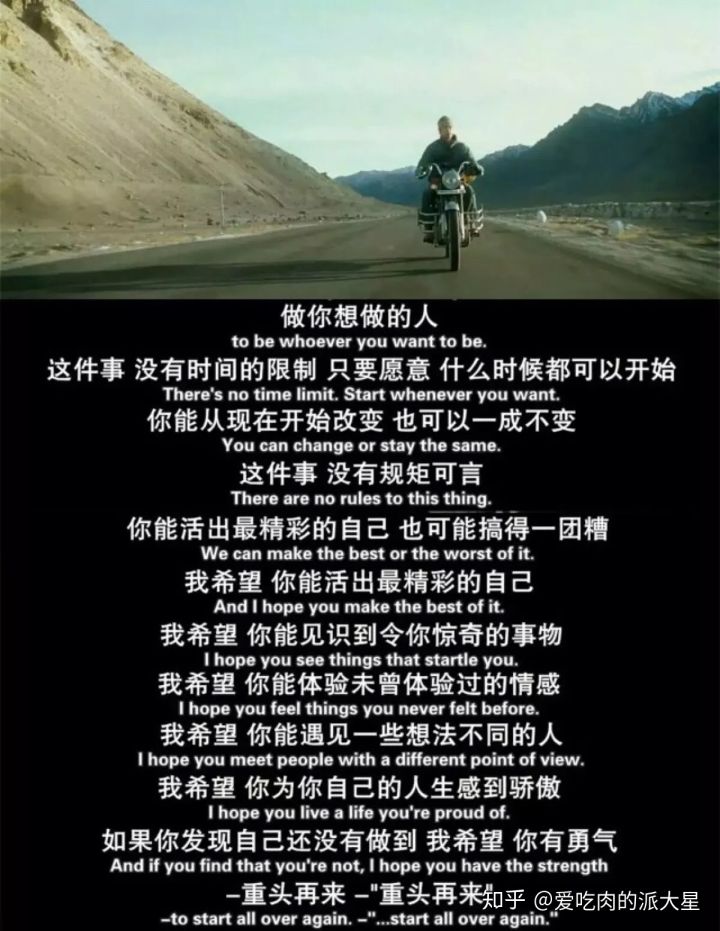 做你想做的人
to be whoever you want to be.
这件事 没有时间的限制 只要愿意 什么时候都可以开始
There's no time limit. Start whenever you want.
你能从现在开始改变 也可以一成不变
You can change or stay the same.
这件事 没有规矩可言
There are no rules to this thing.
你能活出最精彩的自己 也可能搞得一团糟
We can make the best or the worst of it.
我希望 你能活出最精彩的自己
And I hope you make the best of it.
我希望 你能见识到令你惊奇的事物
I hope you see things that startle you.
我希望 你能体验未曾体验过的情感
I hope you feel things you never felt before.
我希望 你能遇见一些想法不同的人
I hope you meet people with a different point of view.
我希望 你为你自己的人生感到骄傲
I hope you live a life you're proud of.
如果你发现自己还没有做到 我希望 你有勇气
And if you find that you're not, I hope you have the strength
–重头再来 –"重头再来"
–to start all over again. –"...start all over again."
知乎 @爱吃肉的派大星